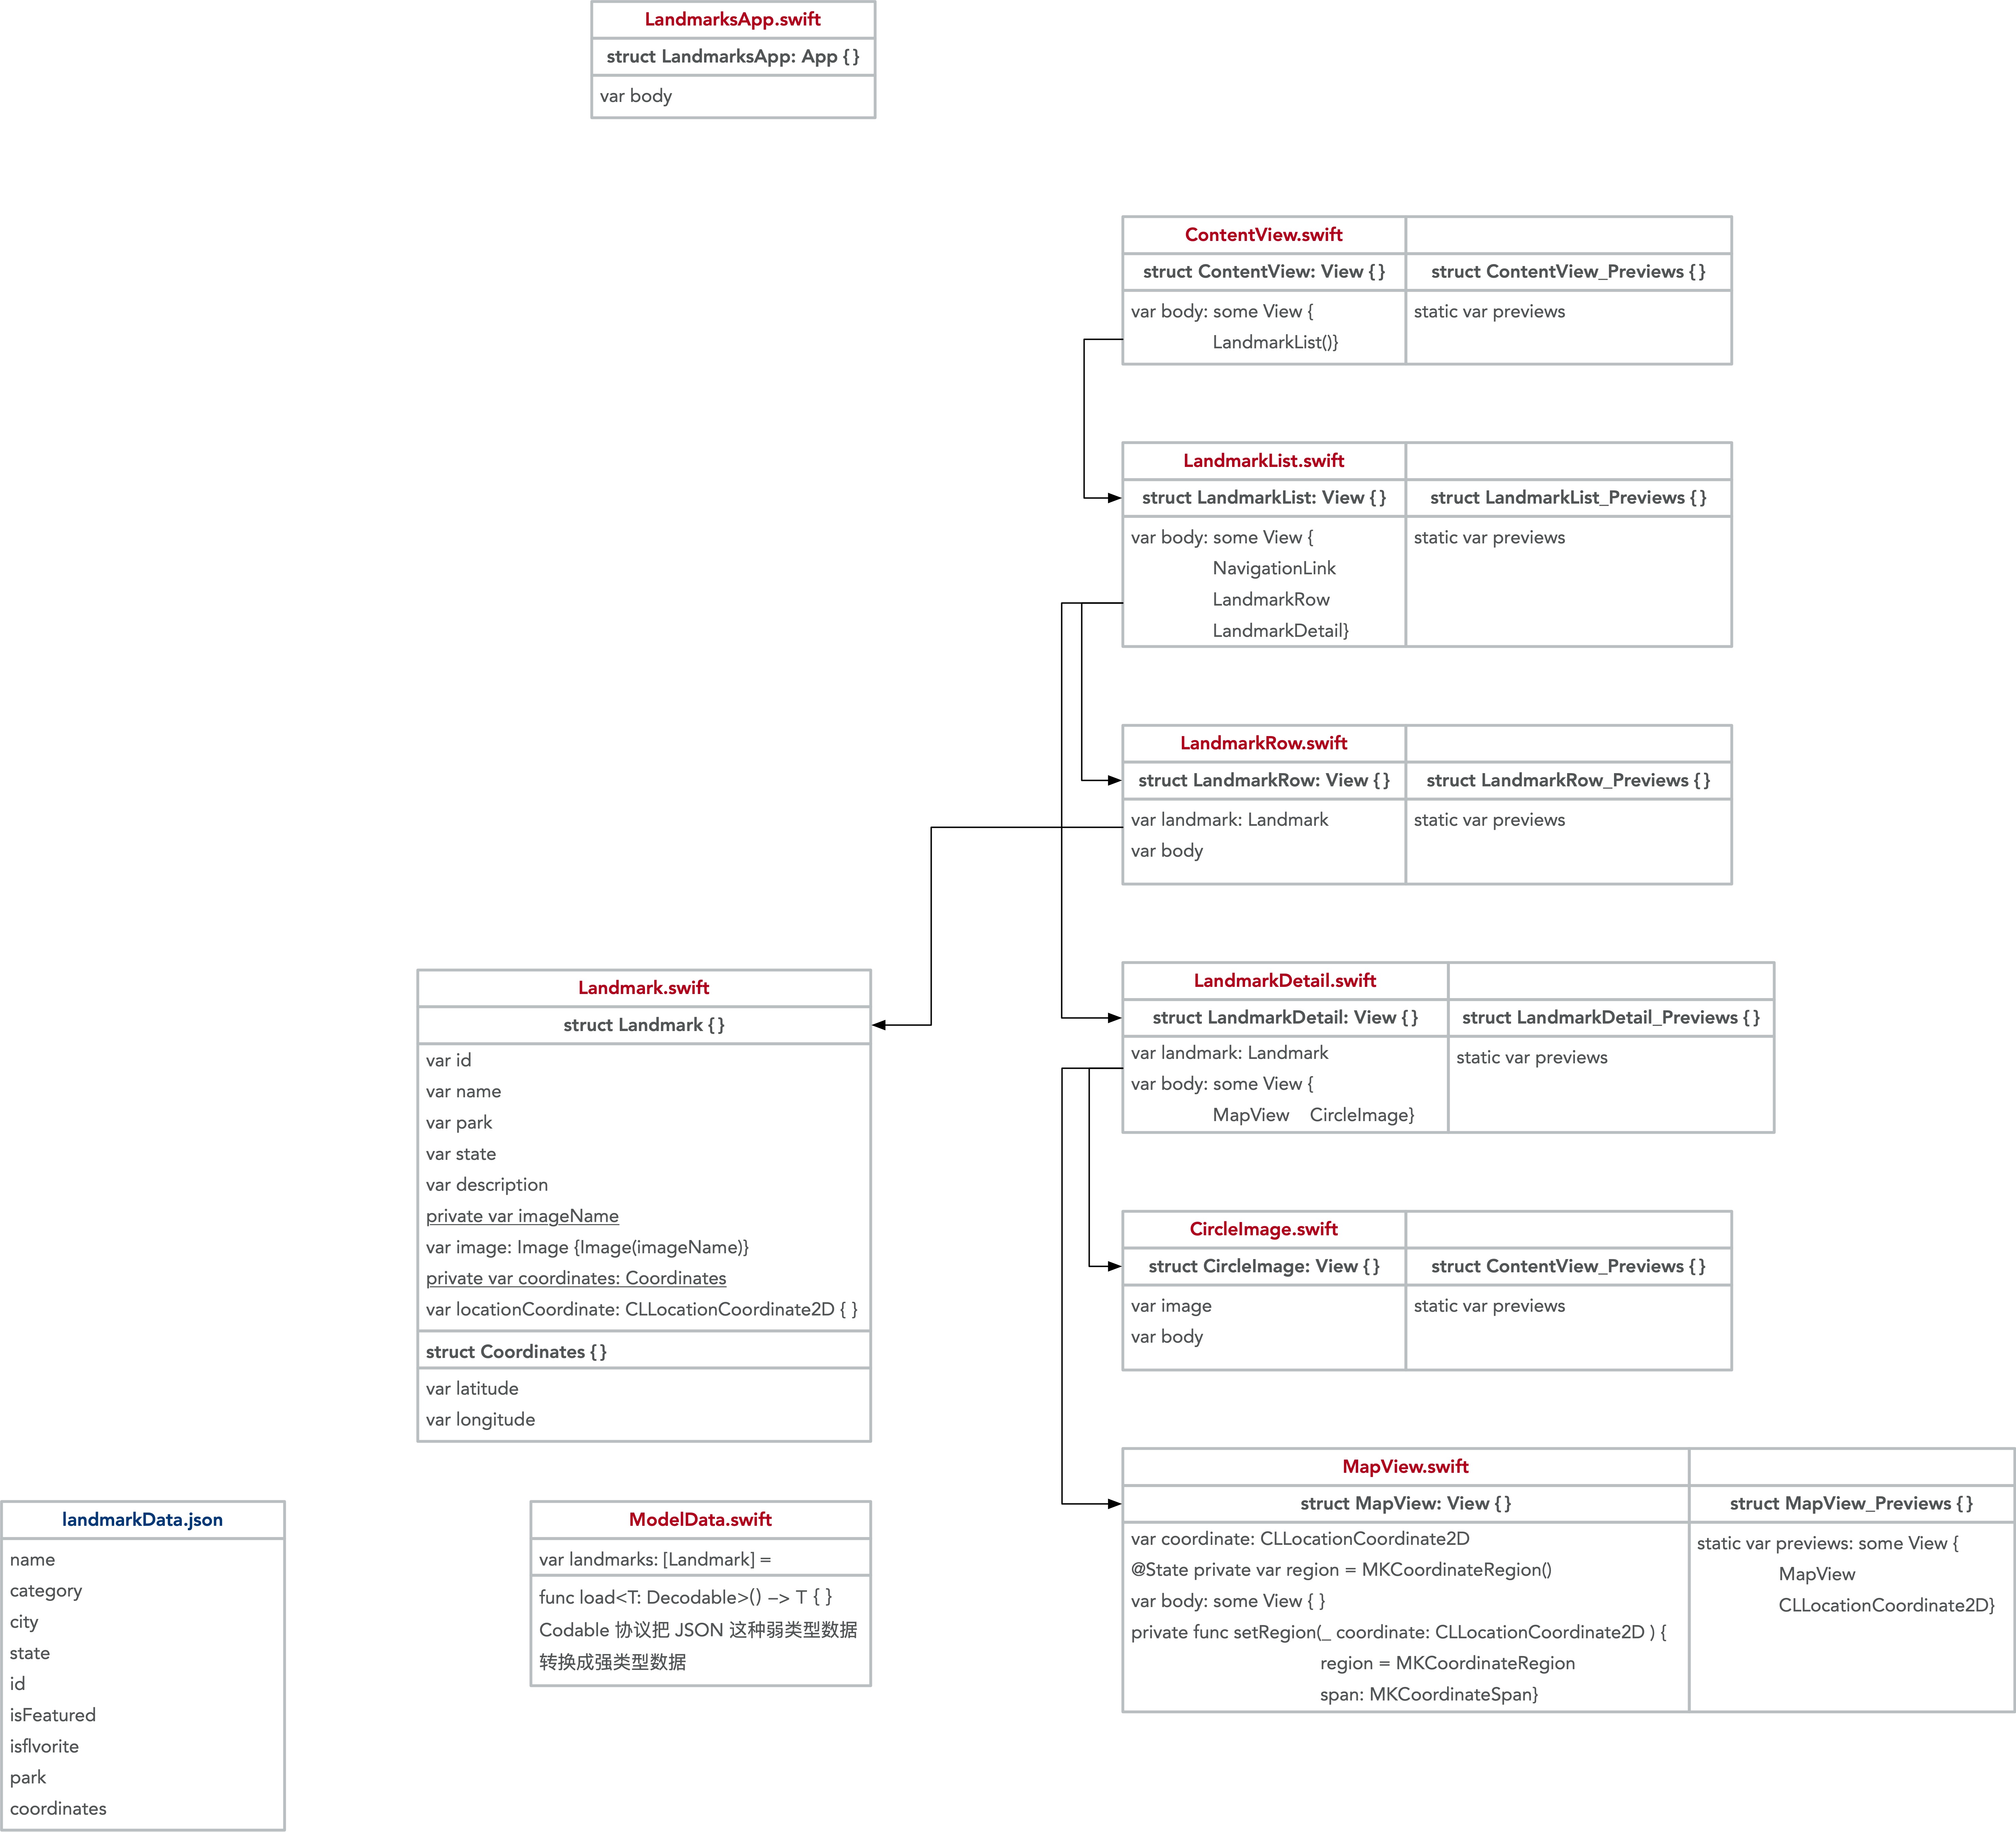 LandmarksApp.swift
struct LandmarksApp: App {}
var body
ContentView.swift
struct ContentView: View {}
struct ContentView_Previews {}
var body: some View {
LandmarkList()}
static var previews
LandmarkList.swift
struct LandmarkList: View {}
struct LandmarkList_Previews {}
var body: some View {
NavigationLink
LandmarkRow
LandmarkDetail}
static var previews
LandmarkRow.swift
struct LandmarkRow: View {}
struct LandmarkRow_Previews {}
var landmark: Landmark
var body
static var previews
Landmark.swift
struct Landmark {}
var id
var name
var park
var state
var description
private var imageName
var image: Image {Image(imageName)}
private var coordinates: Coordinates
var locationCoordinate: CLLocationCoordinate2D { }
struct Coordinates {}
var latitude
var longitude
LandmarkDetail.swift
struct LandmarkDetail: View {}
struct LandmarkDetail_Previews {}
var landmark: Landmark
var body: some View {
MapView CircleImage}
static var previews
CircleImage.swift
struct CircleImage: View {}
struct ContentView_Previews {}
var image
var body
static var previews
landmarkData.json
name
category
city
state
id
isFeatured
isflvorite
park
coordinates
ModelData.swift
var landmarks: [Landmark] =
func load<T: Decodable>() –> T { }
Codable 协议把 JSON 这种弱类型数据
转换成强类型数据
MapView.swift
struct MapView: View {}
struct MapView_Previews {}
var coordinate: CLLocationCoordinate2D
@State private var region = MKCoordinateRegion()
var body: some View { }
private func setRegion(_ coordinate: CLLocationCoordinate2D ) {
region = MKCoordinateRegion
span: MKCoordinateSpan}
static var previews: some View {
MapView
CLLocationCoordinate2D}